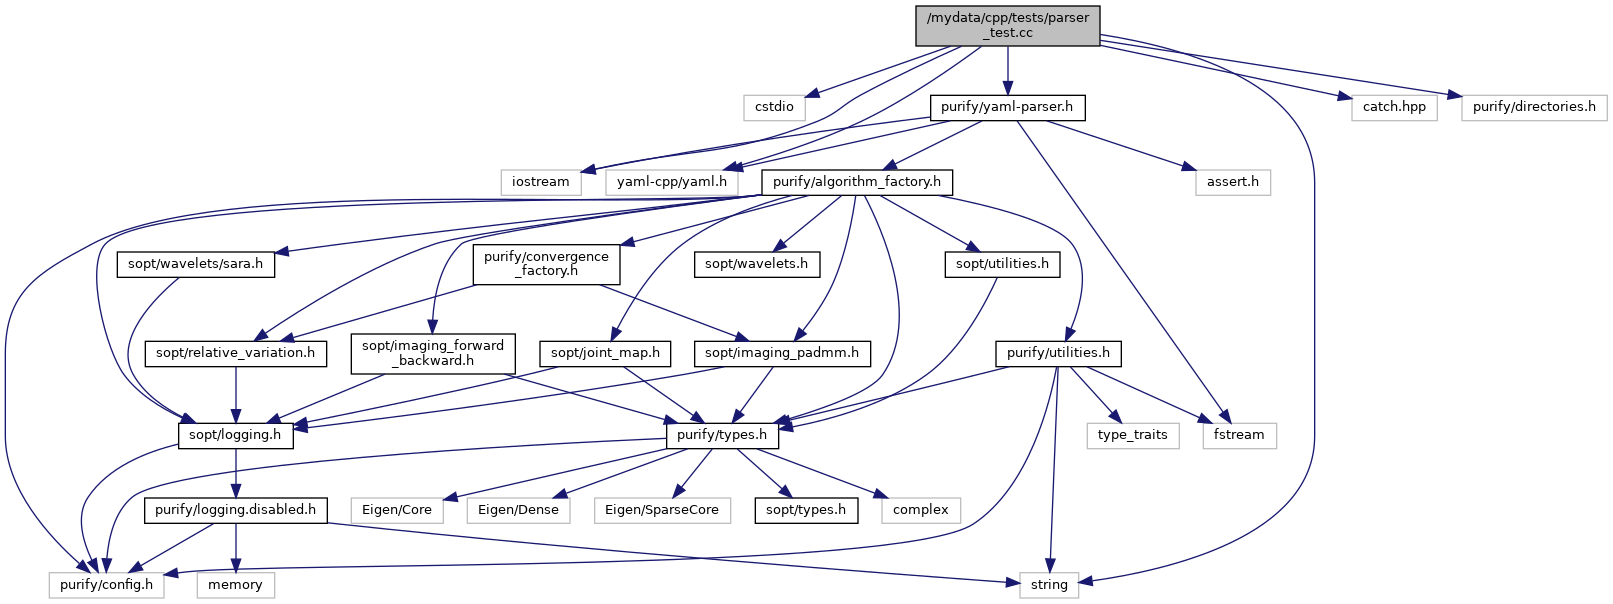 /mydata/cpp/tests/parser
_test.cc
cstdio
purify/yaml-parser.h
catch.hpp
purify/directories.h
iostream
yaml-cpp/yaml.h
purify/algorithm_factory.h
assert.h
sopt/wavelets/sara.h
purify/convergence
_factory.h
sopt/wavelets.h
sopt/utilities.h
sopt/relative_variation.h
sopt/imaging_forward
_backward.h
sopt/joint_map.h
sopt/imaging_padmm.h
purify/utilities.h
sopt/logging.h
purify/types.h
type_traits
fstream
purify/logging.disabled.h
Eigen/Core
Eigen/Dense
Eigen/SparseCore
sopt/types.h
complex
purify/config.h
memory
string